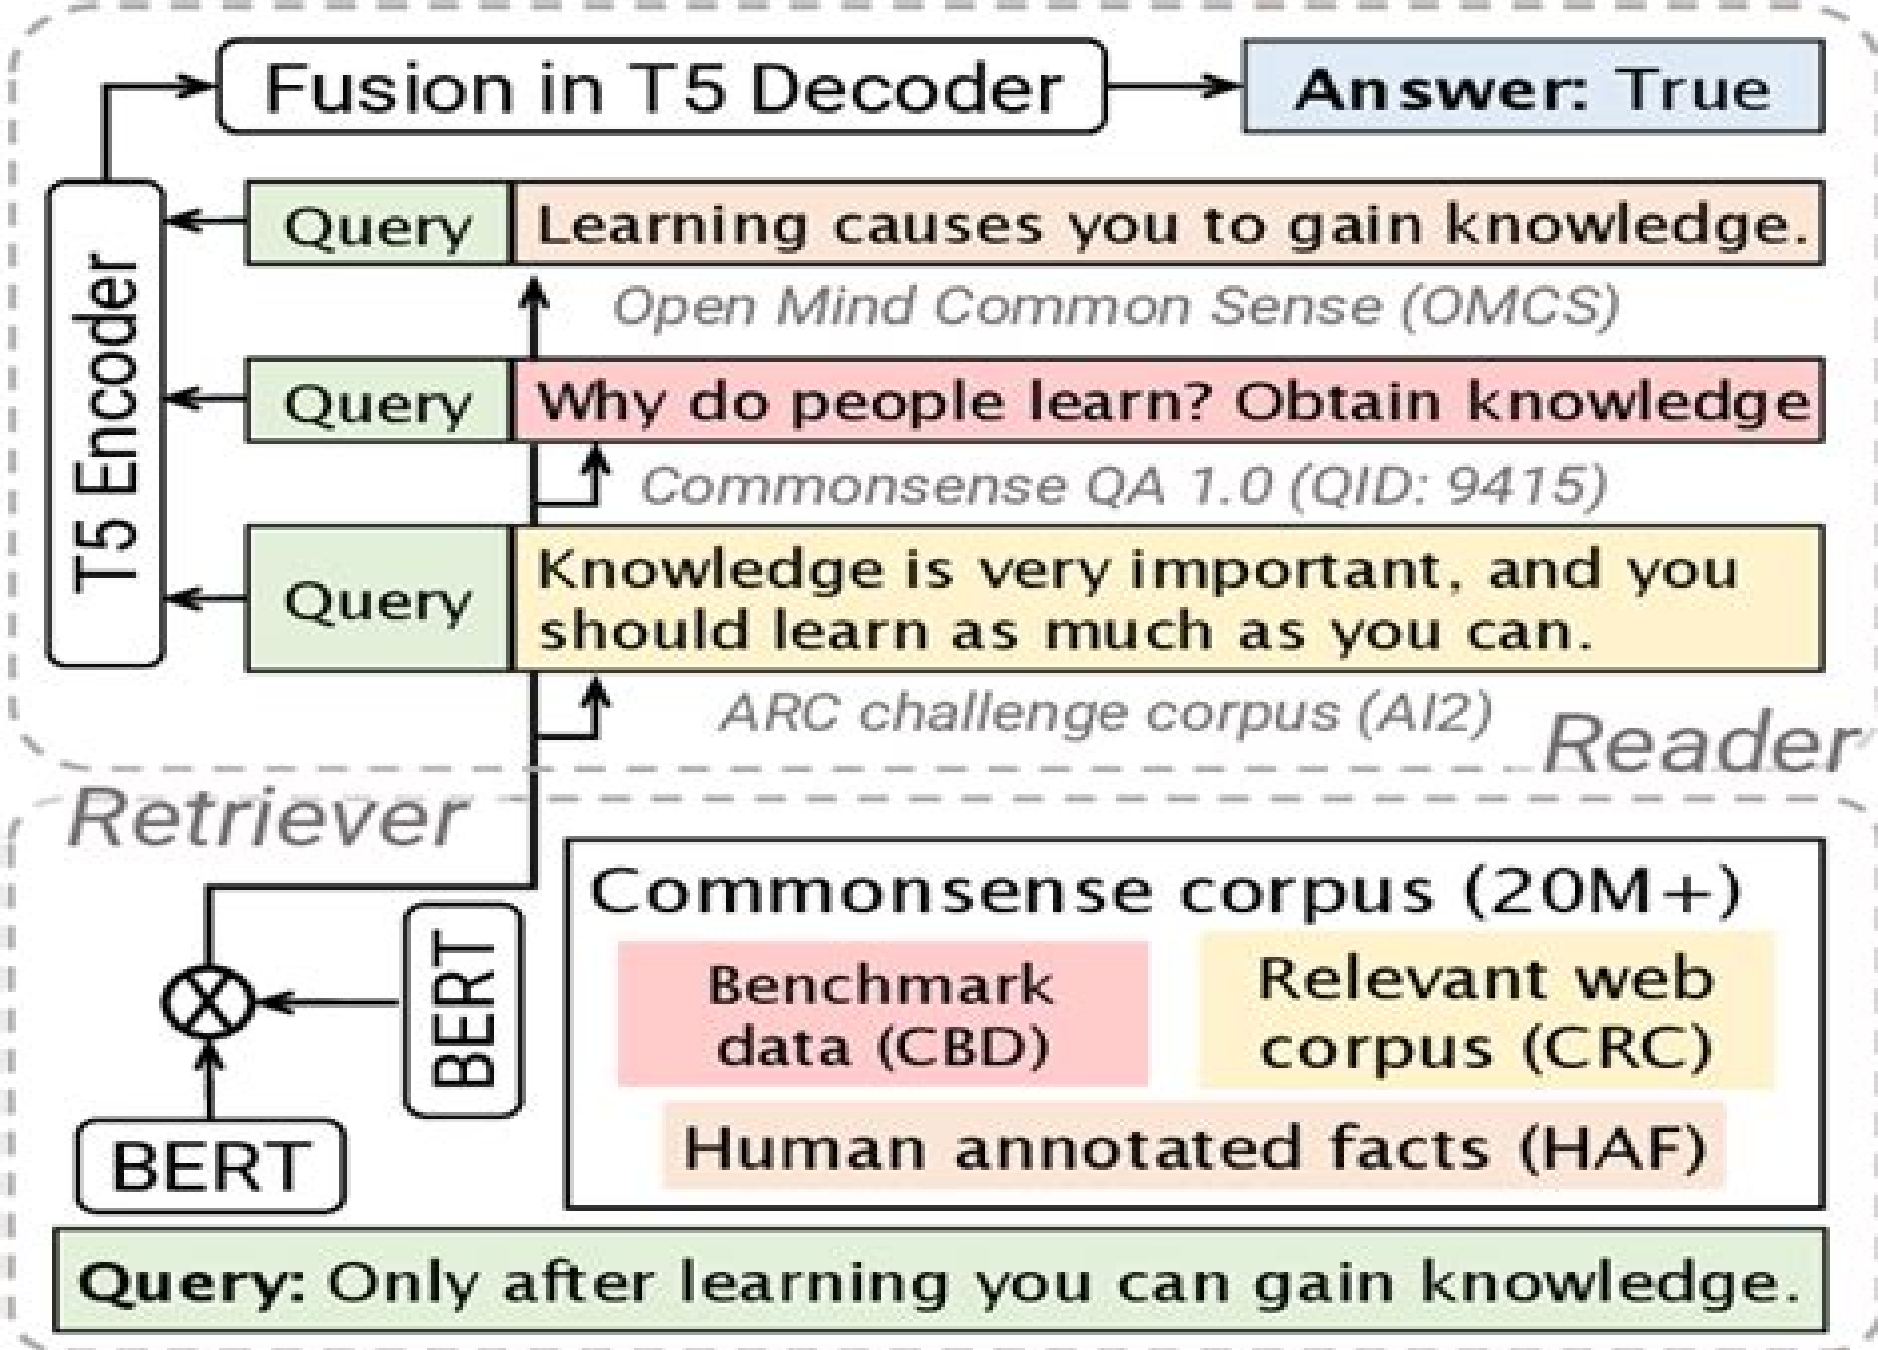 Fusion in T5 Decoder
Answer: True
T5 Encoder
Query
Learning causes you to gain knowledge.
Open Mind Common Sense (OMCS)
Query
Why do people learn? Obtain knowledge
Commonsense QA 1.0 (QID: 9415)
Query
Knowledge is very important, and you
should learn as much as you can.
ARC challenge corpus (AI2)
Reader
Retriever
Commonsense corpus (20M+)
Benchmark
data (CBD)
Relevant web
corpus (CRC)
Human annotated facts (HAF)
BERT
BERT
Query: Only after learning you can gain knowledge.